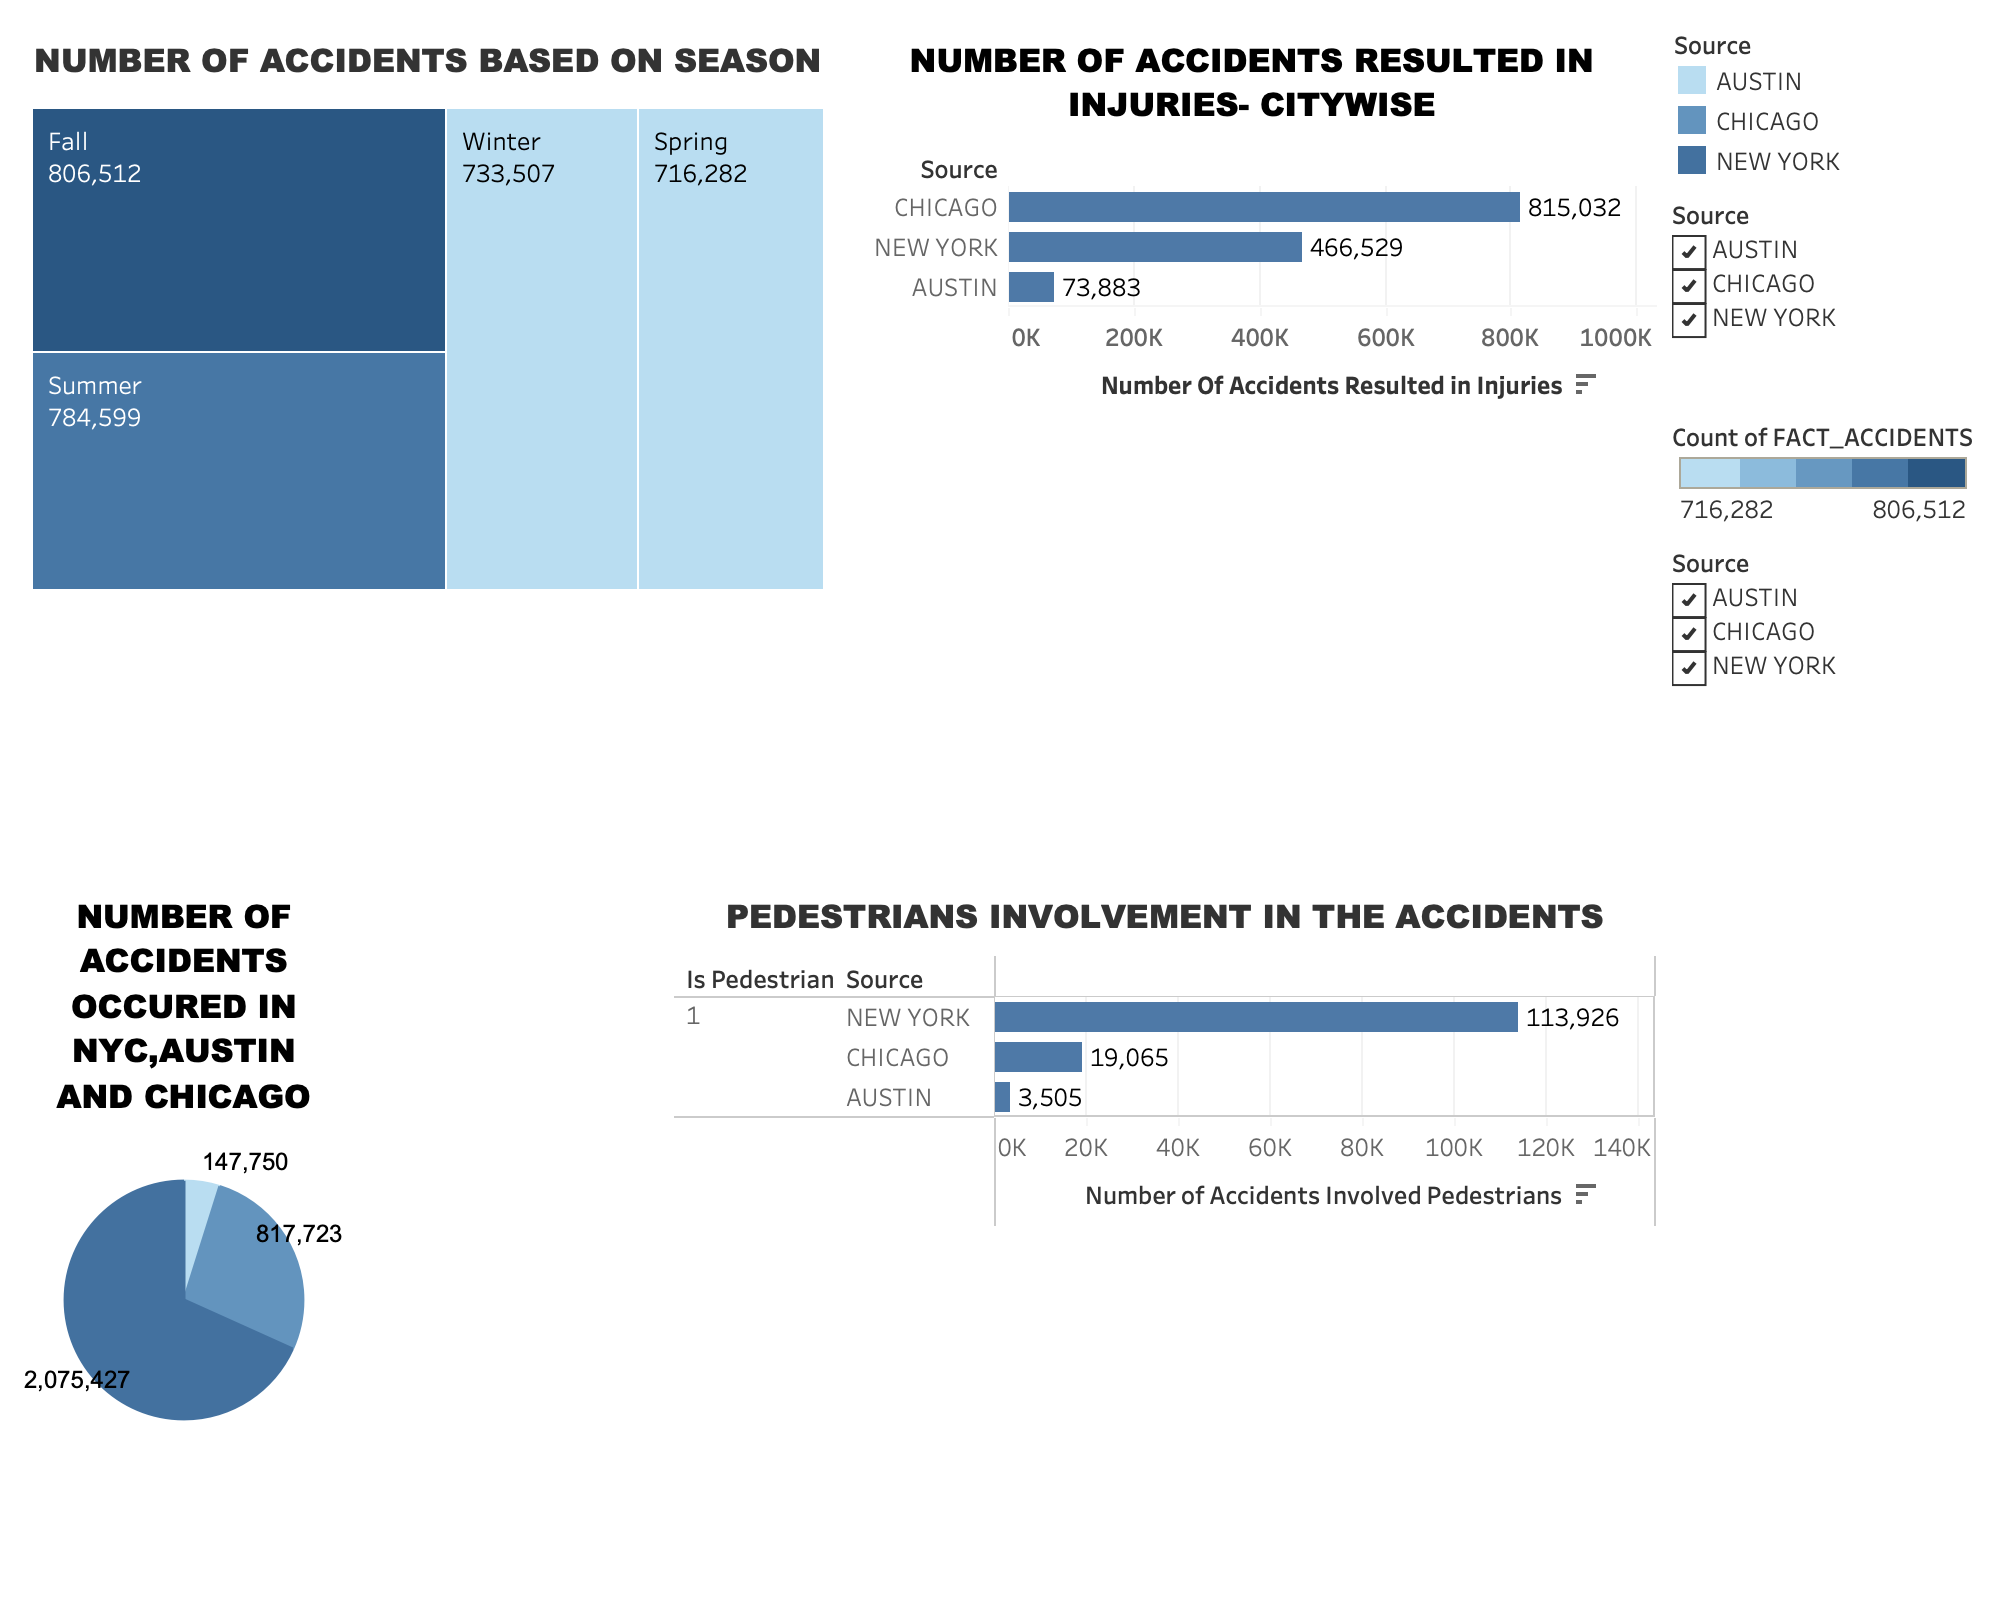 NUMBER OF ACCIDENTS BASED ON SEASON
Fall
806,512
Summer
784,599
Winter
733,507
Spring
716,282
NUMBER OF ACCIDENTS RESULTED IN
INJURIES- CITYWISE
Source
CHICAGO
815,032
NEW YORK
466,529
AUSTIN
73,883
0K 200K 400K 600K 800K 1000K
Number Of Accidents Resulted in Injuries
Source
AUSTIN
CHICAGO
NEW YORK
Source
AUSTIN
CHICAGO
NEW YORK
Count of FACT_ACCIDENTS
716,282 806,512
Source
AUSTIN
CHICAGO
NEW YORK
NUMBER OF
ACCIDENTS
OCCURED IN
NYC,AUSTIN
AND CHICAGO
147,750
817,723
2,075,427
PEDESTRIANS INVOLVEMENT IN THE ACCIDENTS
Is Pedestrian Source
1 NEW YORK 113,926
CHICAGO 19,065
AUSTIN 3,505
0K 20K 40K 60K 80K 100K 120K 140K
Number of Accidents Involved Pedestrians